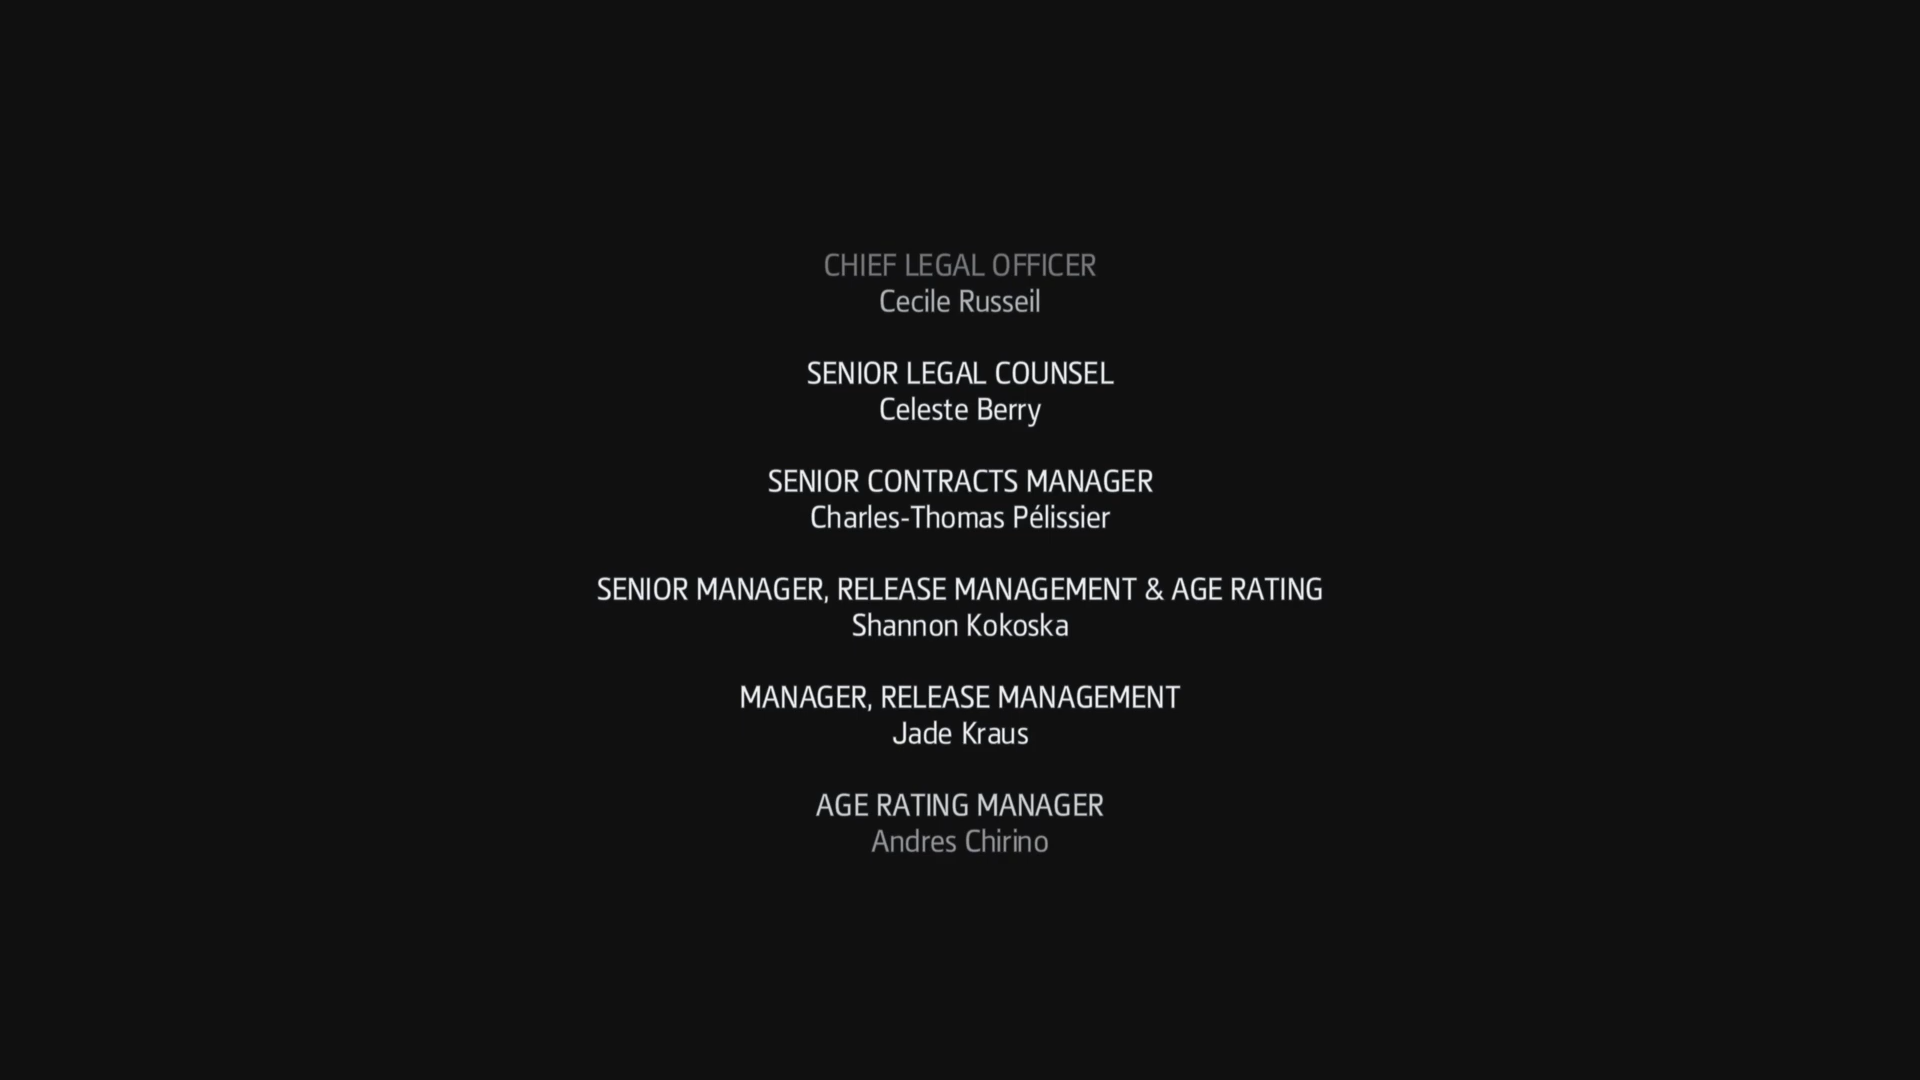 CHIEF LEGAL OFFICER
Cecile Russeil
SENIOR LEGAL COUNSEL
Celeste Berry
SENIOR CONTRACTS MANAGER
Charles-Thomas Pélissier
SENIOR MANAGER, RELEASE MANAGEMENT & AGE RATING
Shannon Kokoska
MANAGER, RELEASE MANAGEMENT
Jade Kraus
AGE RATING MANAGER
Andres Chirino